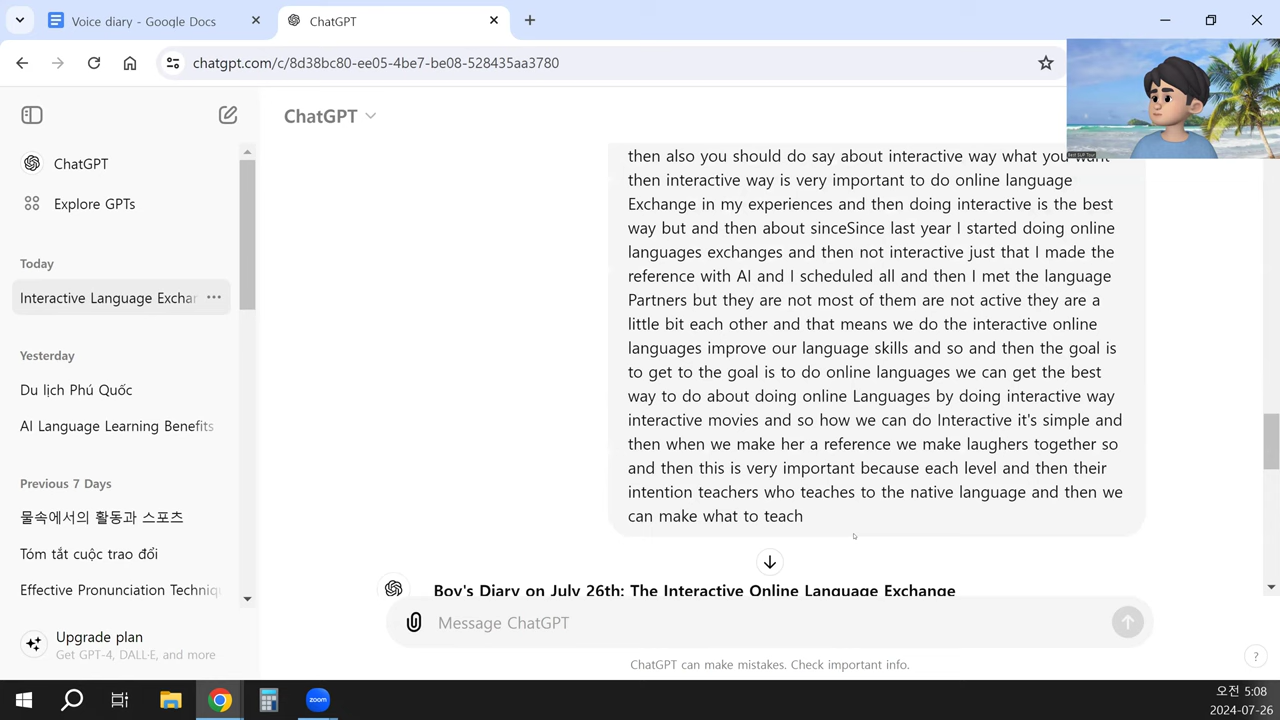 Voice diary - Google Docs
ChatGPT
chatgpt.com/c/8d38bc80-ee05-4be7-be08-528435aa3780
ChatGPT
ChatGPT
Explore GPTs
Today
Interactive Language Exchar
Yesterday
Du lịch Phú Quốc
AI Language Learning Benefits
Previous 7 Days
물속에서의 활동과 스포츠
Tóm tắt cuộc trao đổi
Effective Pronunciation Techniqu
Upgrade plan
Get GPT-4, DALL·E, and more
then also you should do say about interactive way what you want
then interactive way is very important to do online language
Exchange in my experiences and then doing interactive is the best
way but and then about sinceSince last year I started doing online
languages exchanges and then not interactive just that I made the
reference with AI and I scheduled all and then I met the language
Partners but they are not most of them are not active they are a
little bit each other and that means we do the interactive online
languages improve our language skills and so and then the goal is
to get to the goal is to do online languages we can get the best
way to do about doing online Languages by doing interactive way
interactive movies and so how we can do Interactive it's simple and
then when we make her a reference we make laughers together so
and then this is very important because each level and then their
intention teachers who teaches to the native language and then we
can make what to teach
Boy's Diary on July 26th: The Interactive Online Language Exchange
Message ChatGPT
ChatGPT can make mistakes. Check important info.
?
zoom
오전 5:08
2024-07-26